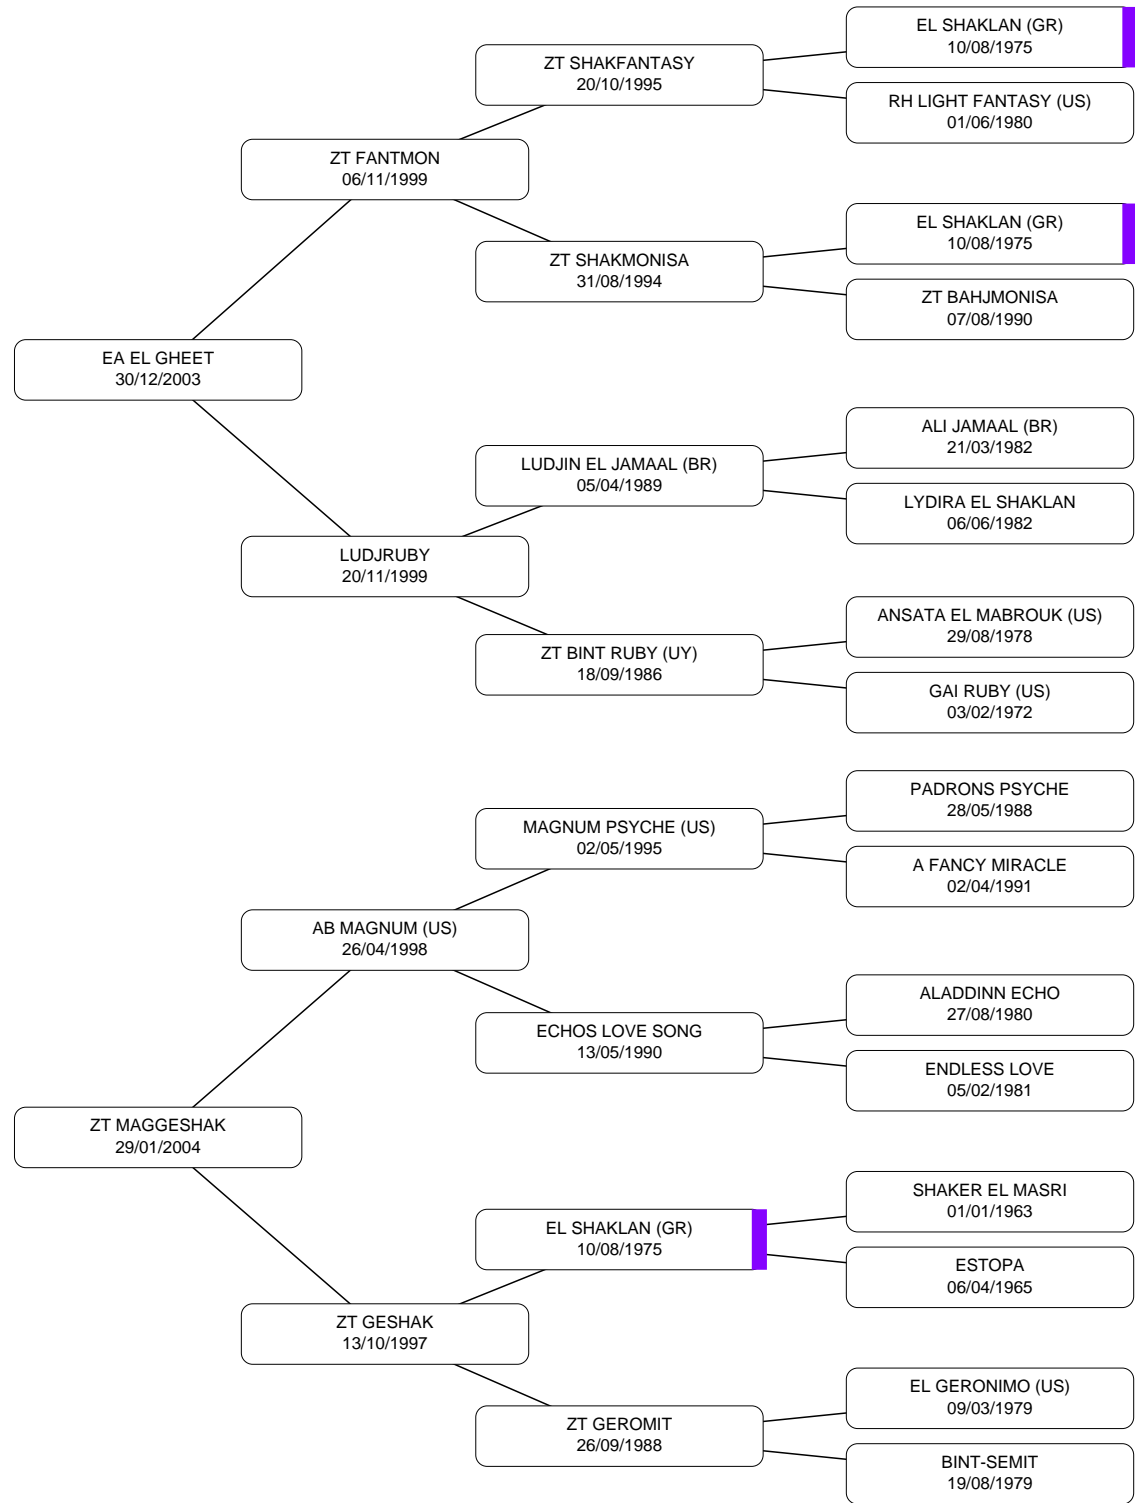 EL SHAKLAN (GR)
10/08/1975
ZT SHAKFANTASY
20/10/1995
RH LIGHT FANTASY (US)
01/06/1980
ZT FANTMON
06/11/1999
EL SHAKLAN (GR)
10/08/1975
ZT SHAKMONISA
31/08/1994
ZT BAHJMONISA
07/08/1990
EA EL GHEET
30/12/2003
ALI JAMAAL (BR)
21/03/1982
LUDJIN EL JAMAAL (BR)
05/04/1989
LYDIRA EL SHAKLAN
06/06/1982
LUDJRUBY
20/11/1999
ANSATA EL MABROUK (US)
29/08/1978
ZT BINT RUBY (UY)
18/09/1986
GAI RUBY (US)
03/02/1972
PADRONS PSYCHE
28/05/1988
MAGNUM PSYCHE (US)
02/05/1995
A FANCY MIRACLE
02/04/1991
AB MAGNUM (US)
26/04/1998
ALADDINN ECHO
27/08/1980
ECHOS LOVE SONG
13/05/1990
ENDLESS LOVE
05/02/1981
ZT MAGGESHAK
29/01/2004
SHAKER EL MASRI
01/01/1963
EL SHAKLAN (GR)
10/08/1975
ESTOPA
06/04/1965
ZT GESHAK
13/10/1997
EL GERONIMO (US)
09/03/1979
ZT GEROMIT
26/09/1988
BINT-SEMIT
19/08/1979